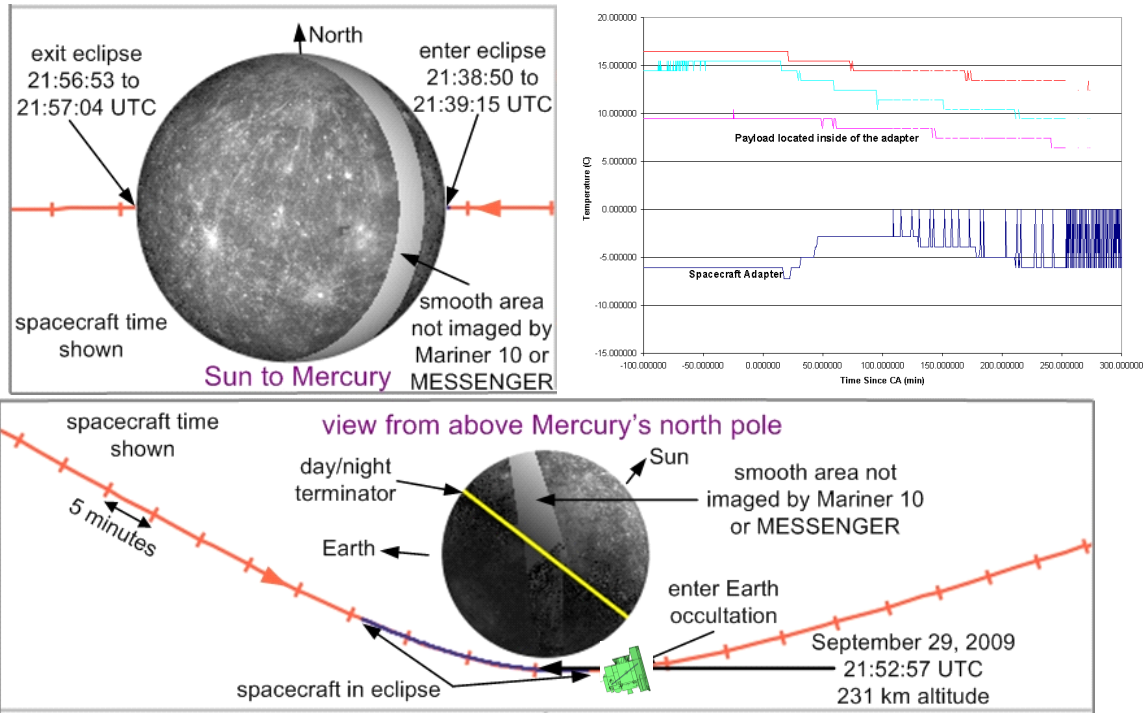 North
exit eclipse
21:56:53 to
21:57:04 UTC
enter eclipse
21:38:50 to
21:39:15 UTC
spacecraft time
shown
smooth area
not imaged by
Mariner 10 or
MESSENGER
Sun to Mercury
20.000000
15.000000
10.000000
5.000000
0.000000
-5.000000
-10.000000
-15.000000
Temperature (C)
Payload located inside of the adapter
Spacecraft Adapter
-100.000000 -50.000000 0.000000 50.000000 100.000000 150.000000 200.000000 250.000000 300.000000
Time Since CA (min)
spacecraft time
shown
view from above Mercury's north pole
day/night
terminator
Sun
smooth area not
imaged by Mariner 10
or MESSENGER
5 minutes
Earth
enter Earth
occultation
September 29, 2009
21:52:57 UTC
231 km altitude
spacecraft in eclipse